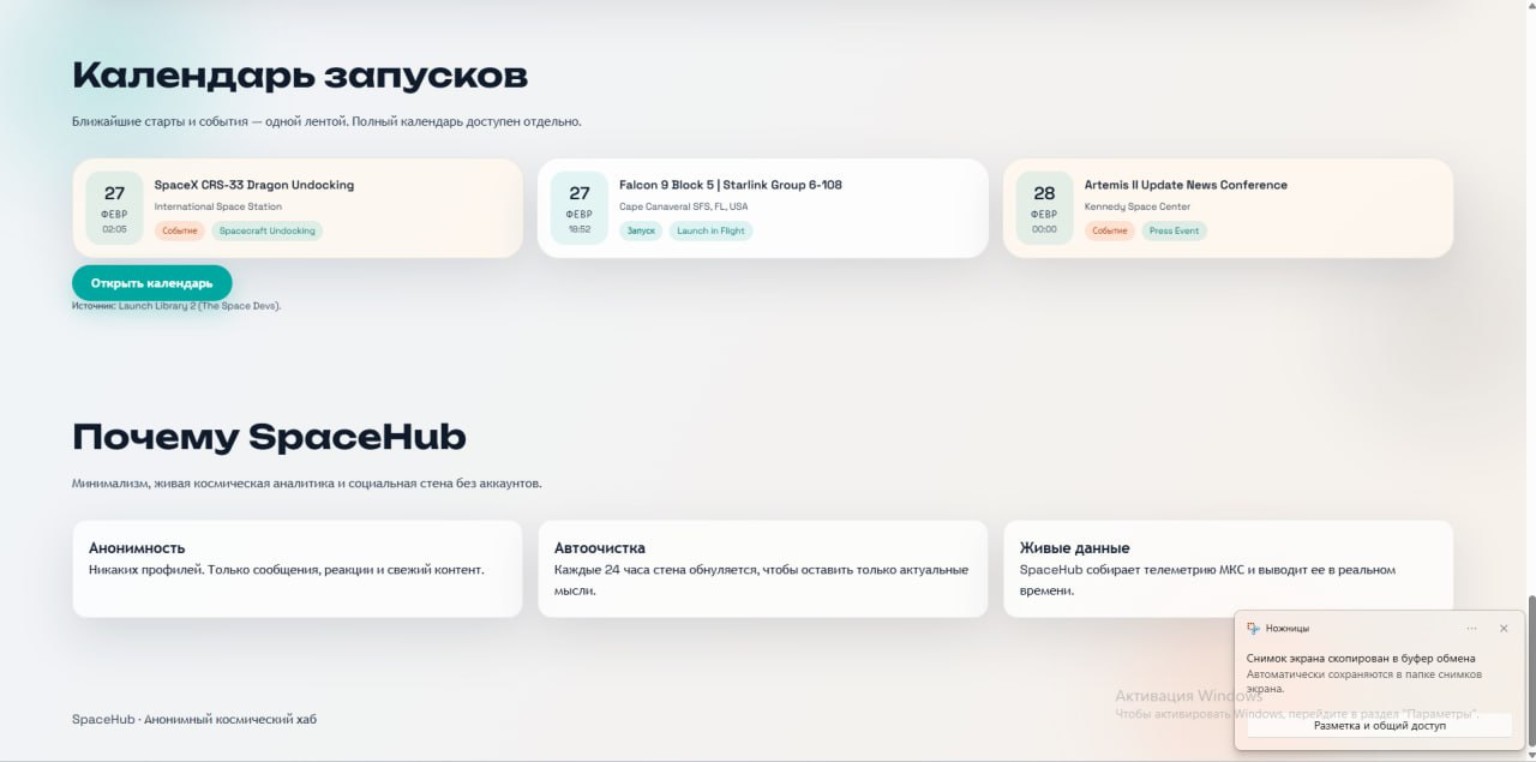 Календарь запусков
Ближайшие старты и события — одной лентой. Полный календарь доступен отдельно.
27
ФЕВР
02:05
SpaceX CRS-33 Dragon Undocking
International Space Station
Событие
Spacecraft Undocking
27
ФЕВР
18:52
Falcon 9 Block 5 | Starlink Group 6-108
Cape Canaveral SFS, FL, USA
Запуск
Launch in Flight
28
ФЕВР
00:00
Artemis II Update News Conference
Kennedy Space Center
Событие
Press Event
Открыть календарь
Источник: Launch Library 2 (The Space Devs).
Почему SpaceHub
Минимализм, живая космическая аналитика и социальная стена без аккаунтов.
Анонимность
Никаких профилей. Только сообщения, реакции и свежий контент.
Автоочистка
Каждые 24 часа стена обнуляется, чтобы оставить только актуальные
мысли.
Живые данные
SpaceHub собирает телеметрию МКС и выводит ее в реальном
времени.
SpaceHub · Анонимный космический хаб
Ножницы
Снимок экрана скопирован в буфер обмена
Автоматически сохраняются в папке снимков
экрана.
Разметка и общий доступ
Активация Windows
Чтобы активировать Windows, перейдите в раздел "Параметры".